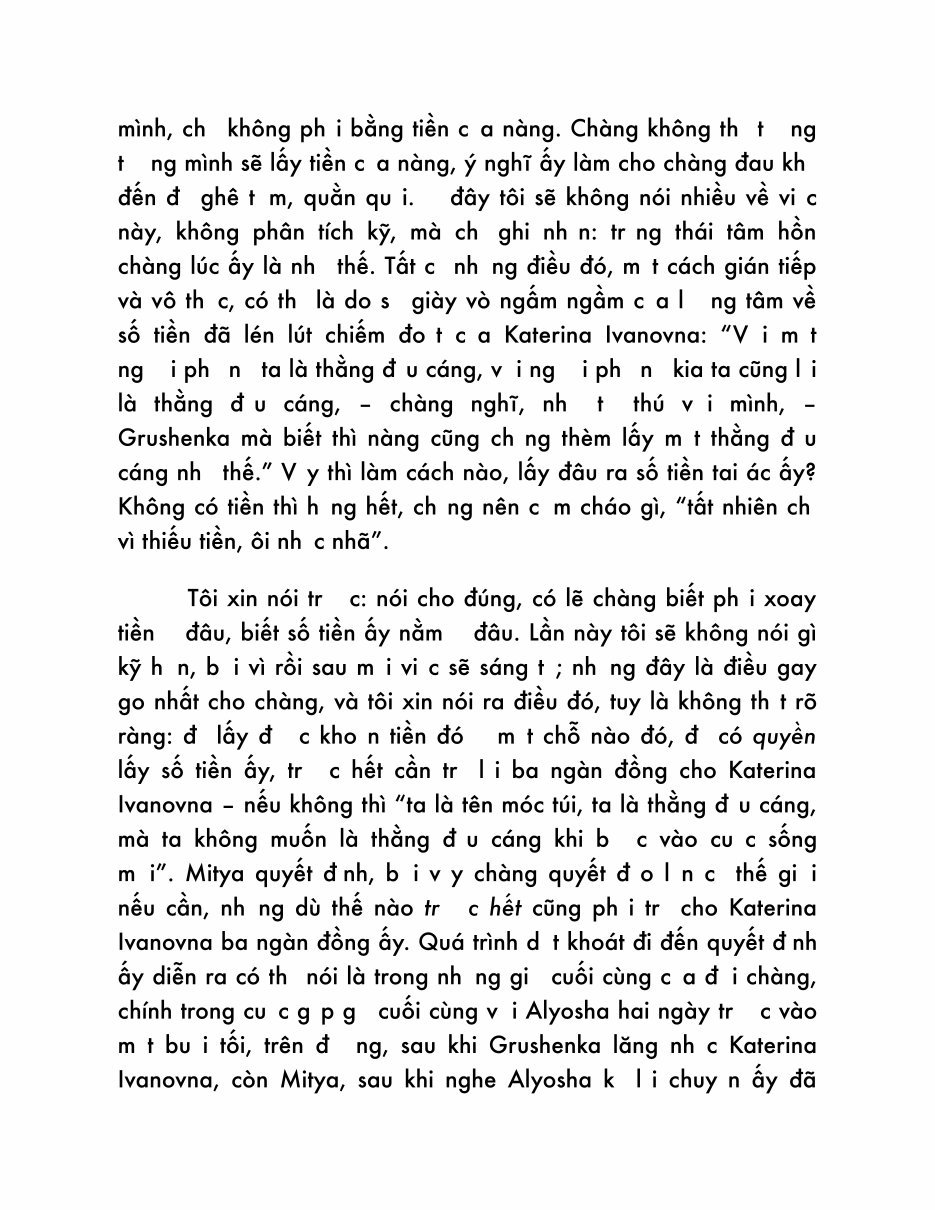 mình, ch  không ph i bằng tiền c a nàng. Chàng không th  t  ng
t  ng mình sẽ lấy tiền c a nàng, ý nghĩ ấy làm cho chàng đau kh
đến đ  ghê t m, quằn qu i.   đây tôi sẽ không nói nhiều về vi c
này, không phân tích kỹ, mà ch  ghi nh n: tr ng thái tâm hồn
chàng lúc ấy là nh  thế. Tất c  nh ng điều đó, m t cách gián tiếp
và vô th c, có th  là do s  giày vò ngấm ngầm c a l  ng tâm về
số tiền đã lén lút chiếm đo t c a Katerina Ivanovna: “V i m t
ng  i ph  n  ta là thằng đ u cáng, v i ng  i ph  n  kia ta cũng l i
là thằng đ u cáng, – chàng nghĩ, nh  t  thú v i mình, –
Grushenka mà biết thì nàng cũng ch ng thèm lấy m t thằng đ u
cáng nh  thế.” V y thì làm cách nào, lấy đâu ra số tiền tai ác ấy?
Không có tiền thì h ng hết, ch ng nên c m cháo gì, “tất nhiên ch
vì thiếu tiền, ôi nh c nhã”.
Tôi xin nói tr  c: nói cho đúng, có lẽ chàng biết ph i xoay
tiền   đâu, biết số tiền ấy nằm   đâu. Lần này tôi sẽ không nói gì
kỹ h n, b i vì rồi sau m i vi c sẽ sáng t ; nh ng đây là điều gay
go nhất cho chàng, và tôi xin nói ra điều đó, tuy là không th t rõ
ràng: đ  lấy đ  c kho n tiền đó   m t chỗ nào đó, đ  có quyền
lấy số tiền ấy, tr  c hết cần tr  l i ba ngàn đồng cho Katerina
Ivanovna – nếu không thì “ta là tên móc túi, ta là thằng đ u cáng,
mà ta không muốn là thằng đ u cáng khi b  c vào cu c sống
m i”. Mitya quyết đ nh, b i v y chàng quyết đ o l n c  thế gi i
nếu cần, nh ng dù thế nào tr  c hết cũng ph i tr  cho Katerina
Ivanovna ba ngàn đồng ấy. Quá trình d t khoát đi đến quyết đ nh
ấy diễn ra có th  nói là trong nh ng gi  cuối cùng c a đ i chàng,
chính trong cu c g p g  cuối cùng v i Alyosha hai ngày tr  c vào
m t bu i tối, trên đ  ng, sau khi Grushenka lăng nh c Katerina
Ivanovna, còn Mitya, sau khi nghe Alyosha k  l i chuy n ấy đã